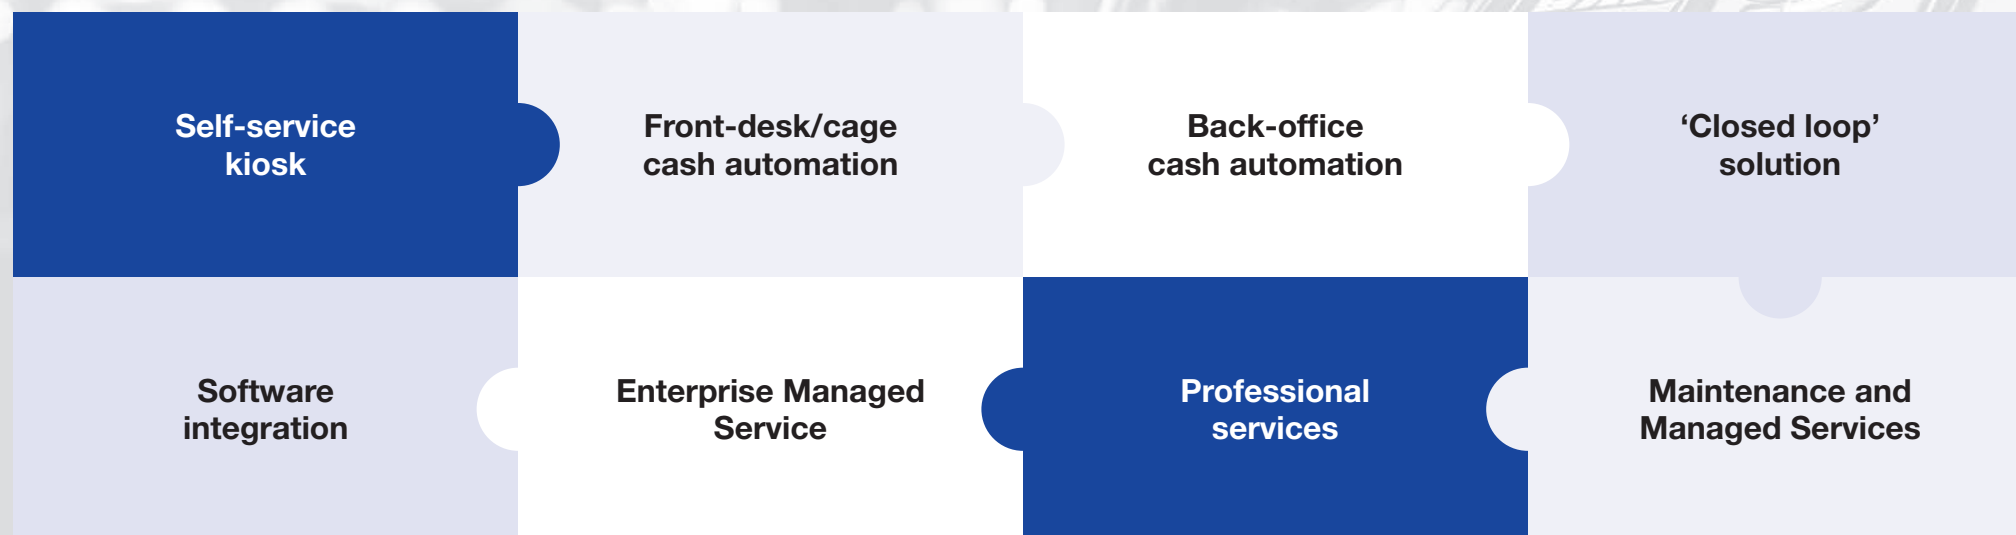 Self-service
kiosk
Front-desk/cage
cash automation
Back-office
cash automation
‘Closed loop’
solution
Software
integration
Enterprise Managed
Service
Professional
services
Maintenance and
Managed Services